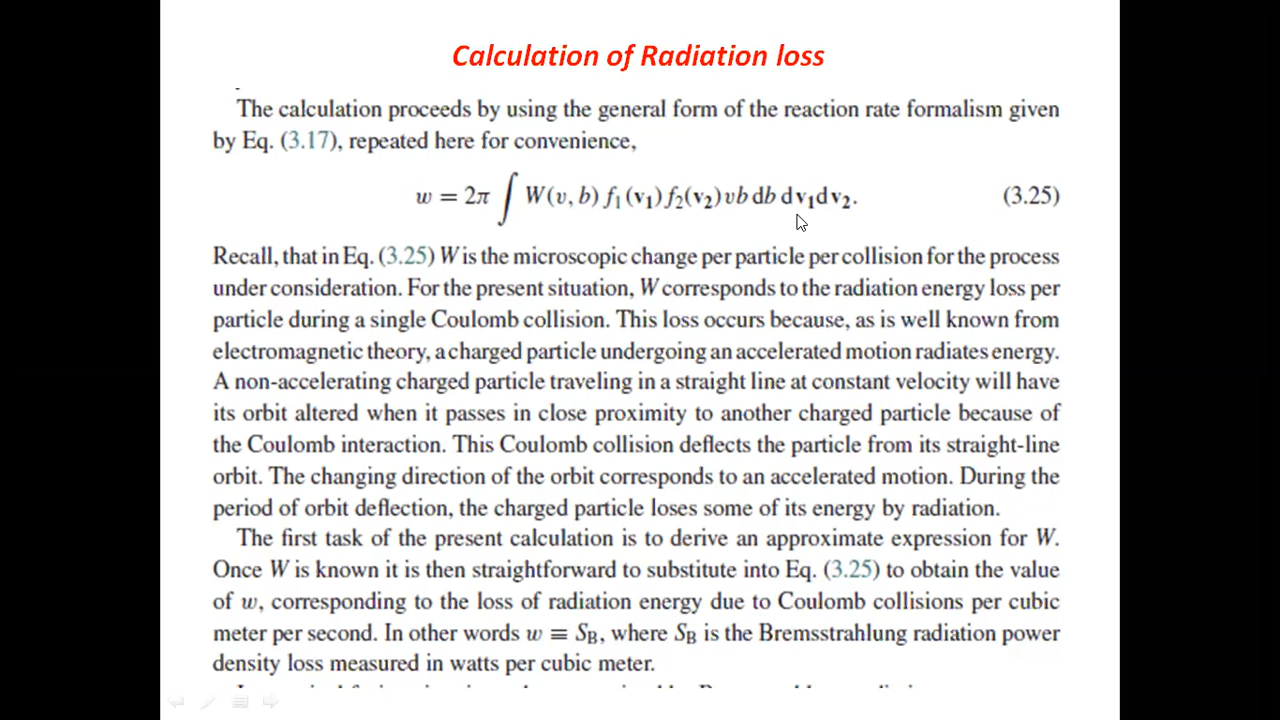 Calculation of Radiation loss
The calculation proceeds by using the general form of the reaction rate formalism given
by Eq. (3.17), repeated here for convenience,
w = 2π ∫ W(v, b) f₁(v₁) f₂(v₂) vb db dv₁dv₂. (3.25)
Recall, that in Eq. (3.25) W is the microscopic change per particle per collision for the process
under consideration. For the present situation, W corresponds to the radiation energy loss per
particle during a single Coulomb collision. This loss occurs because, as is well known from
electromagnetic theory, a charged particle undergoing an accelerated motion radiates energy.
A non-accelerating charged particle traveling in a straight line at constant velocity will have
its orbit altered when it passes in close proximity to another charged particle because of
the Coulomb interaction. This Coulomb collision deflects the particle from its straight-line
orbit. The changing direction of the orbit corresponds to an accelerated motion. During the
period of orbit deflection, the charged particle loses some of its energy by radiation.
The first task of the present calculation is to derive an approximate expression for W.
Once W is known it is then straightforward to substitute into Eq. (3.25) to obtain the value
of w, corresponding to the loss of radiation energy due to Coulomb collisions per cubic
meter per second. In other words w ≡ S_B, where S_B is the Bremsstrahlung radiation power
density loss measured in watts per cubic meter.